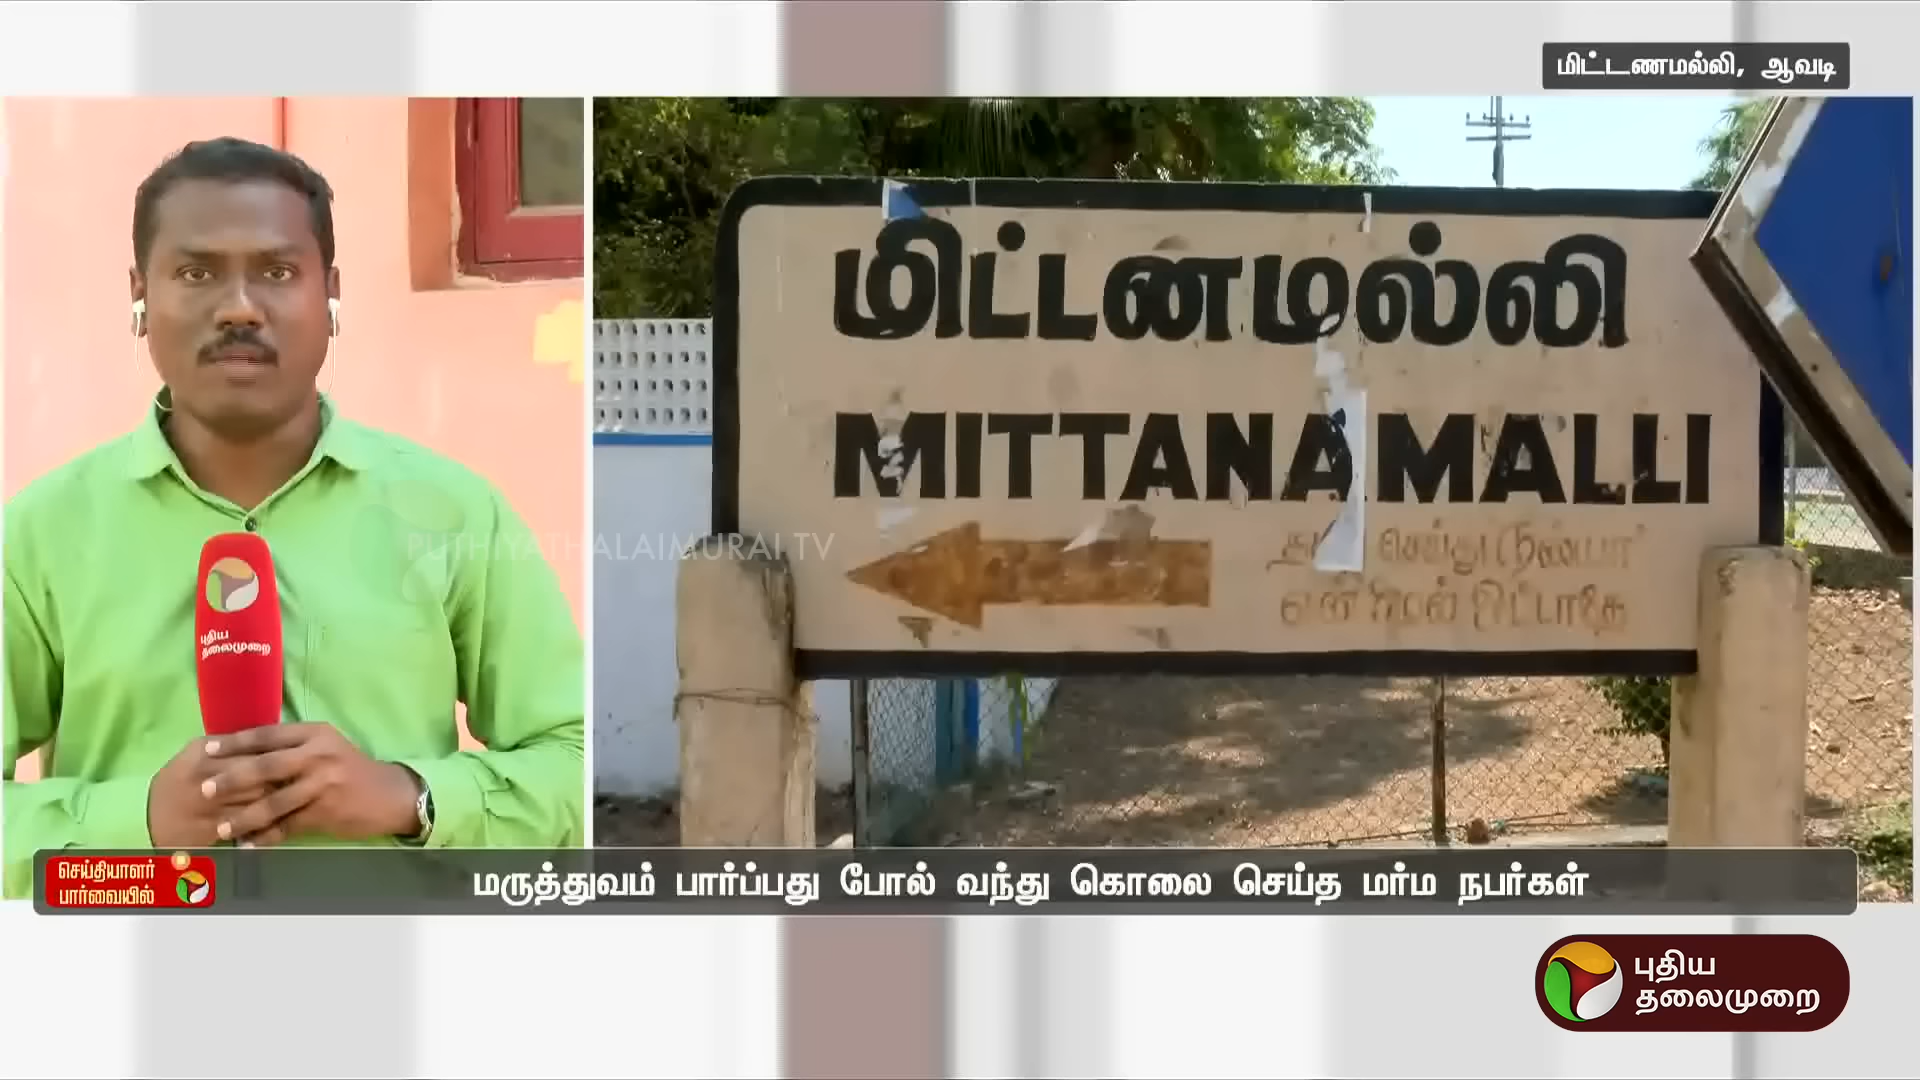 மிட்டணமல்லி, ஆவடி
மிட்டனமல்லி
MITTANAMALLI
செய்து
PUTHIYATHALAIMURAI TV
புதிய
தலைமுறை
செய்தியாளர்
பார்வையில்
மருத்துவம் பார்ப்பது போல் வந்து கொலை செய்த மர்ம நபர்கள்
புதிய
தலைமுறை